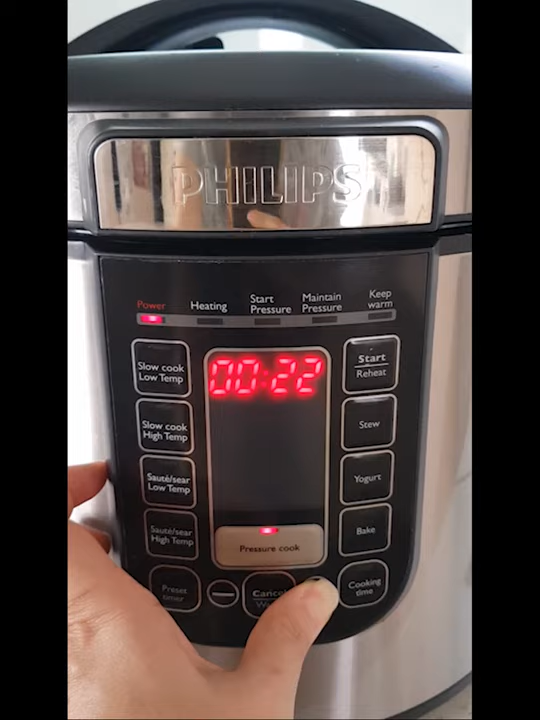 PHILIPS
Power
Heating
Start
Pressure
Maintain
Pressure
Keep
warm
Slow cook
Low Temp
00:22
Start
Reheat
Slow cook
High Temp
Stew
Sauté/sear
Low Temp
Yogurt
Sauté/sear
High Temp
Pressure cook
Bake
Preset
timer
Cancel
Cooking
time